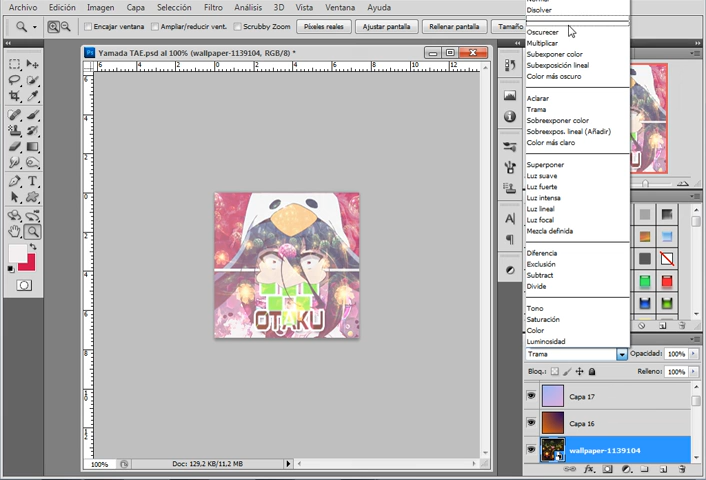 Archivo Edición Imagen Capa Selección Filtro Análisis 3D Vista Ventana Ayuda
Encajar ventana Ampliar/reducir vent. Scrubby Zoom Píxeles reales Ajustar pantalla Rellenar pantalla Tamaño
Yamada TAE.psd al 100% (wallpaper-1139104, RGB/8) *
OTAKU
100% Doc: 129,2 KB/11,2 MB
Disolver
Oscurecer
Multiplicar
Subexponer color
Subexposición lineal
Color más oscuro
Aclarar
Trama
Sobreexponer color
Sobreexpos. lineal (Añadir)
Color más claro
Superponer
Luz suave
Luz fuerte
Luz intensa
Luz lineal
Luz focal
Mezcla definida
Diferencia
Exclusión
Subtract
Divide
Tono
Saturación
Color
Luminosidad
Trama Opacidad: 100%
Bloq.: Relleno: 100%
Capa 17
Capa 16
wallpaper-1139104